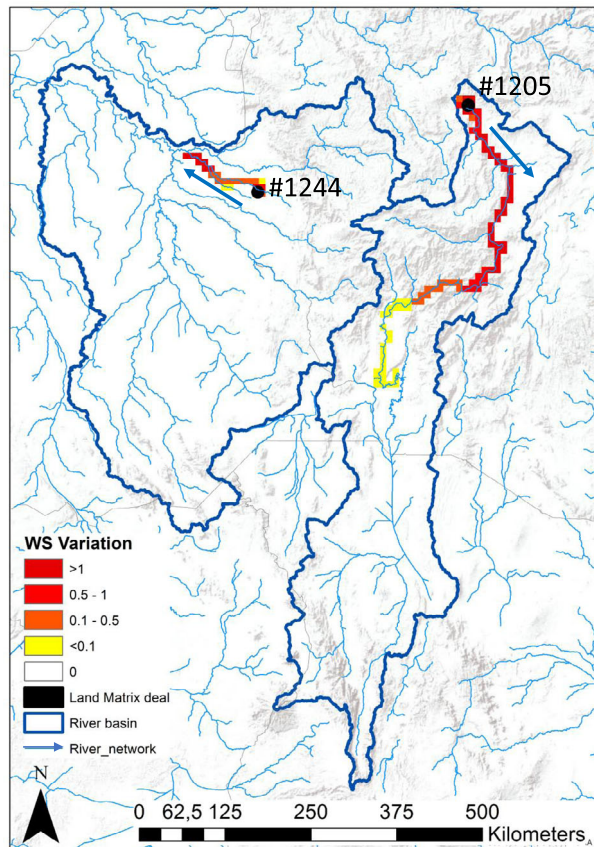 #1205
#1244
WS Variation
>1
0.5 - 1
0.1 - 0.5
<0.1
0
Land Matrix deal
River basin
River_network
N
0 62,5 125 250 375 500
Kilometers